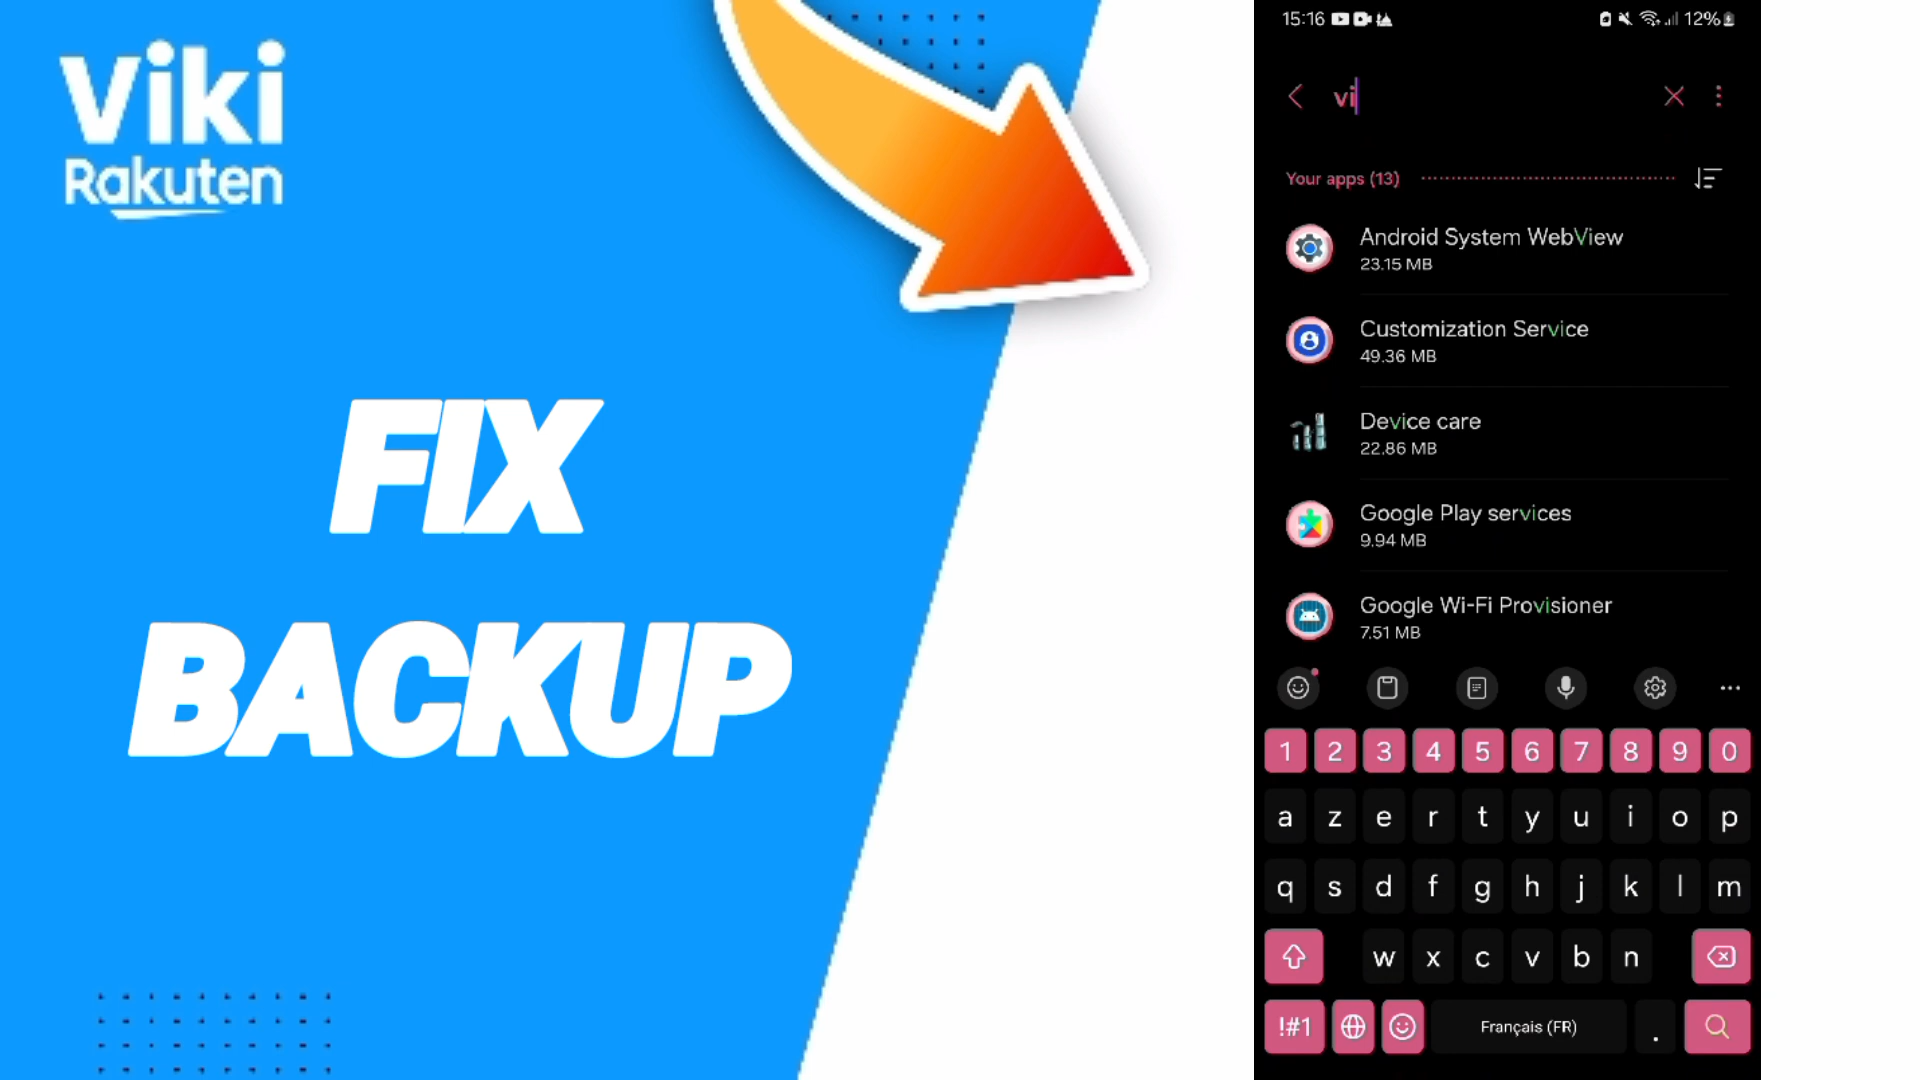 Viki
Rakuten
FIX
BACKUP
15:16
12%
vi
Your apps (13)
Android System WebView
23.15 MB
Customization Service
49.36 MB
Device care
22.86 MB
Google Play services
9.94 MB
Google Wi-Fi Provisioner
7.51 MB
1 2 3 4 5 6 7 8 9 0
a z e r t y u i o p
q s d f g h j k l m
w x c v b n
!#1 Français (FR) .